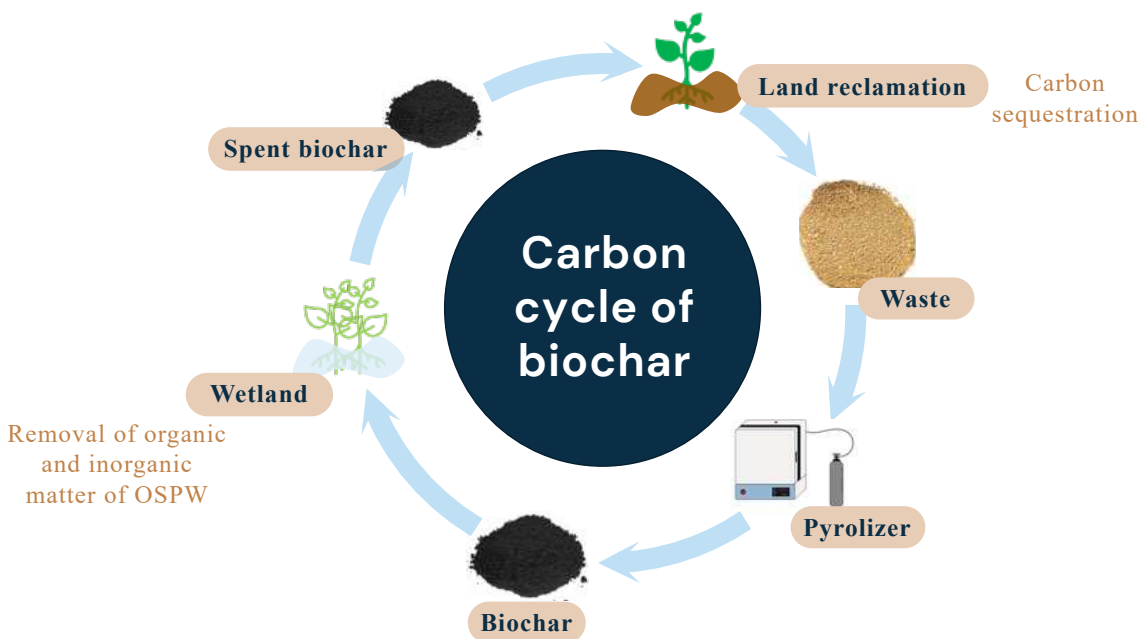 Land reclamation
Carbon
sequestration
Spent biochar
Carbon
cycle of
biochar
Waste
Wetland
Removal of organic
and inorganic
matter of OSPW
Pyrolizer
Biochar